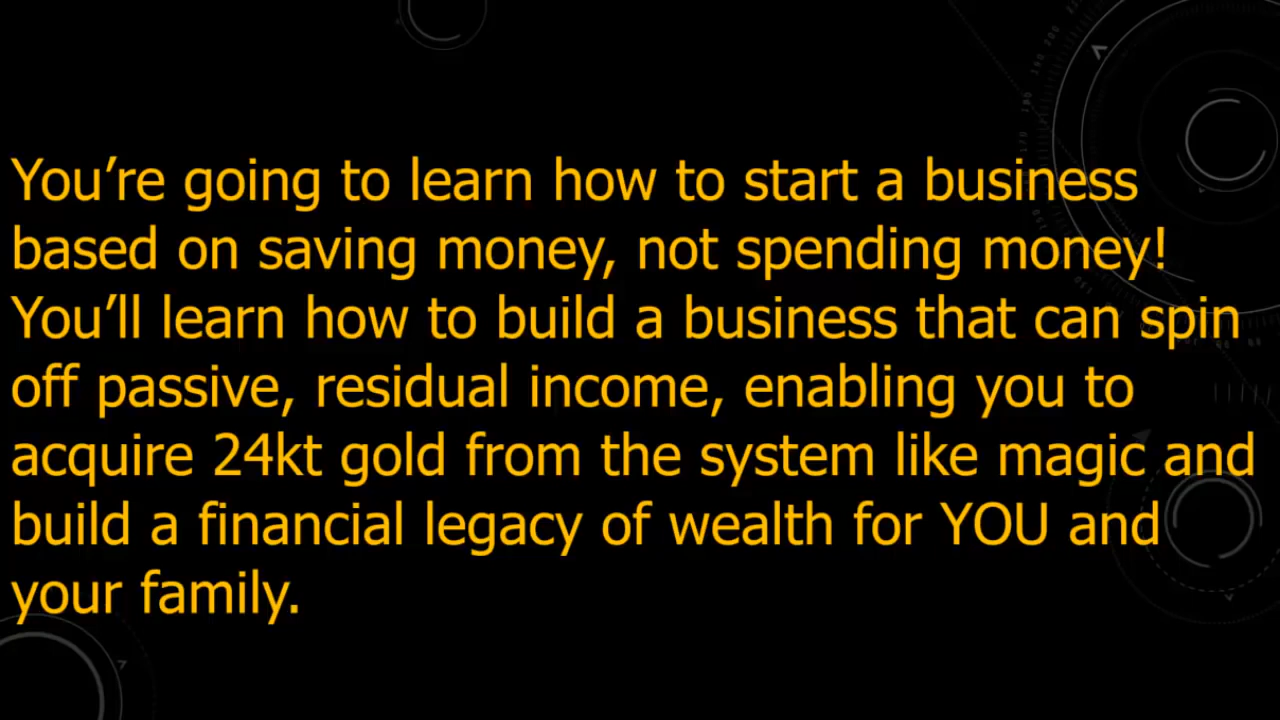 You’re going to learn how to start a business
based on saving money, not spending money!
You’ll learn how to build a business that can spin
off passive, residual income, enabling you to
acquire 24kt gold from the system like magic and
build a financial legacy of wealth for YOU and
your family.